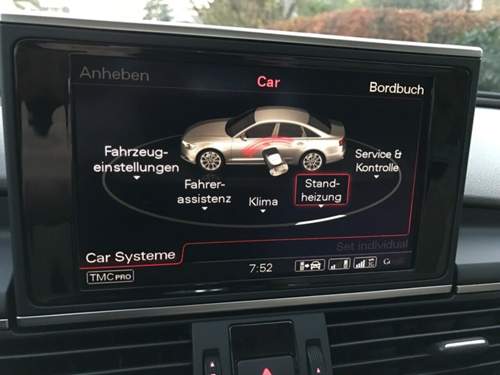 Anheben
Car
Bordbuch
Fahrzeug-
einstellungen
Fahrer-
assistenz
Klima
Stand-
heizung
Service &
Kontrolle
Car Systeme
Set individual
TMC PRO
7:52